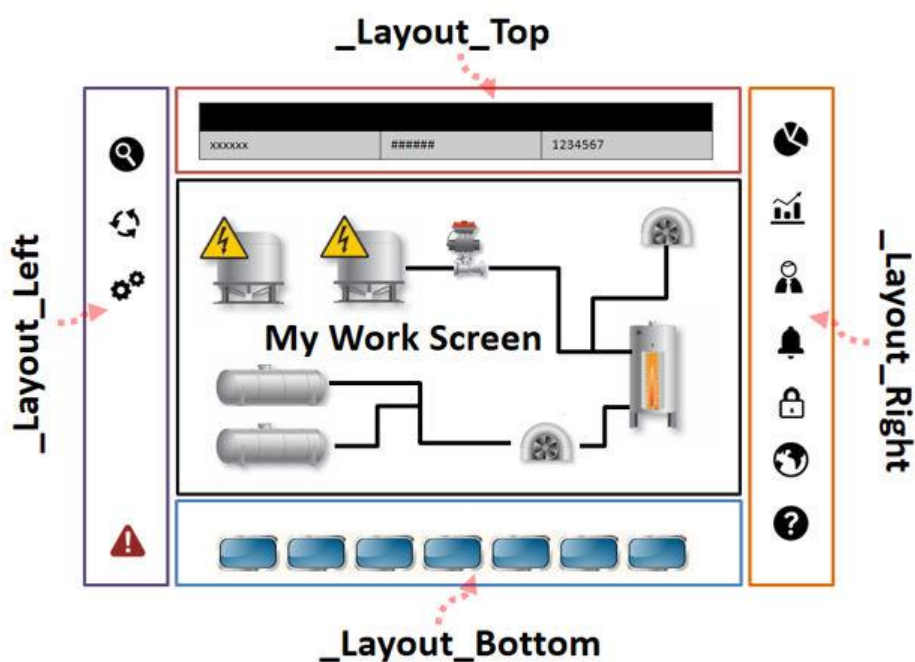 _Layout_Top
xxxxxx ###### 1234567
_Layout_Left
My Work Screen
_Layout_Right
_Layout_Bottom